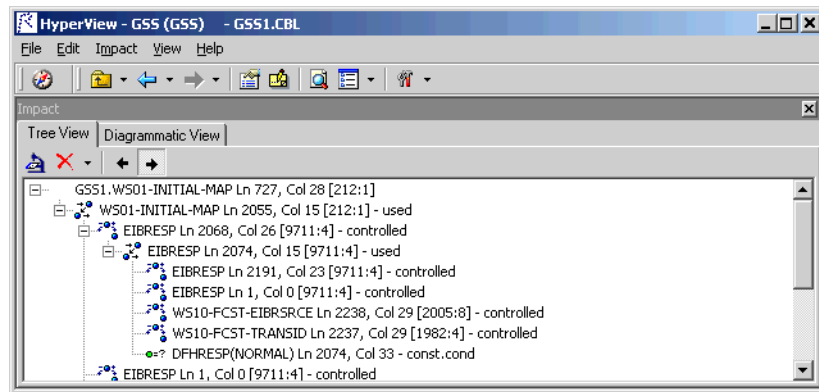 HyperView - GSS (GSS)    - GSS1.CBL
File Edit Impact View Help
Impact
Tree View Diagrammatic View
GSS1.WS01-INITIAL-MAP Ln 727, Col 28 [212:1]
WS01-INITIAL-MAP Ln 2055, Col 15 [212:1] - used
EIBRESP Ln 2068, Col 26 [9711:4] - controlled
EIBRESP Ln 2074, Col 15 [9711:4] - used
EIBRESP Ln 2191, Col 23 [9711:4] - controlled
EIBRESP Ln 1, Col 0 [9711:4] - controlled
WS10-FCST-EIBRSRCE Ln 2238, Col 29 [2005:8] - controlled
WS10-FCST-TRANSID Ln 2237, Col 29 [1982:4] - controlled
DFHRESP(NORMAL) Ln 2074, Col 33 - const.cond
EIBRESP Ln 1, Col 0 [9711:4] - controlled